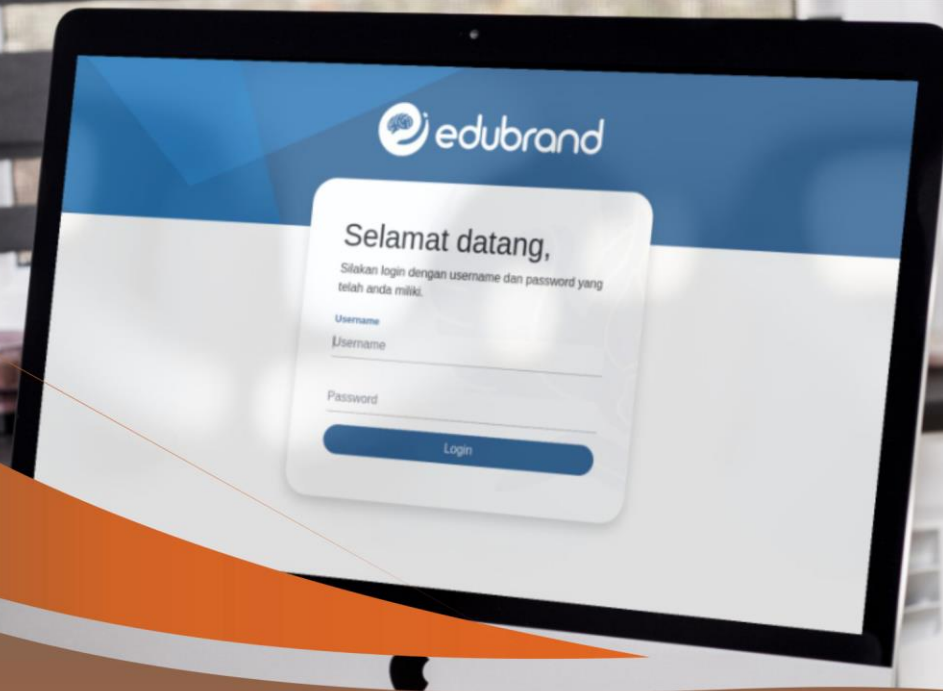 edubrand
Selamat datang,
Silakan login dengan username dan password yang
telah anda miliki.
Username
Username
Password
Login